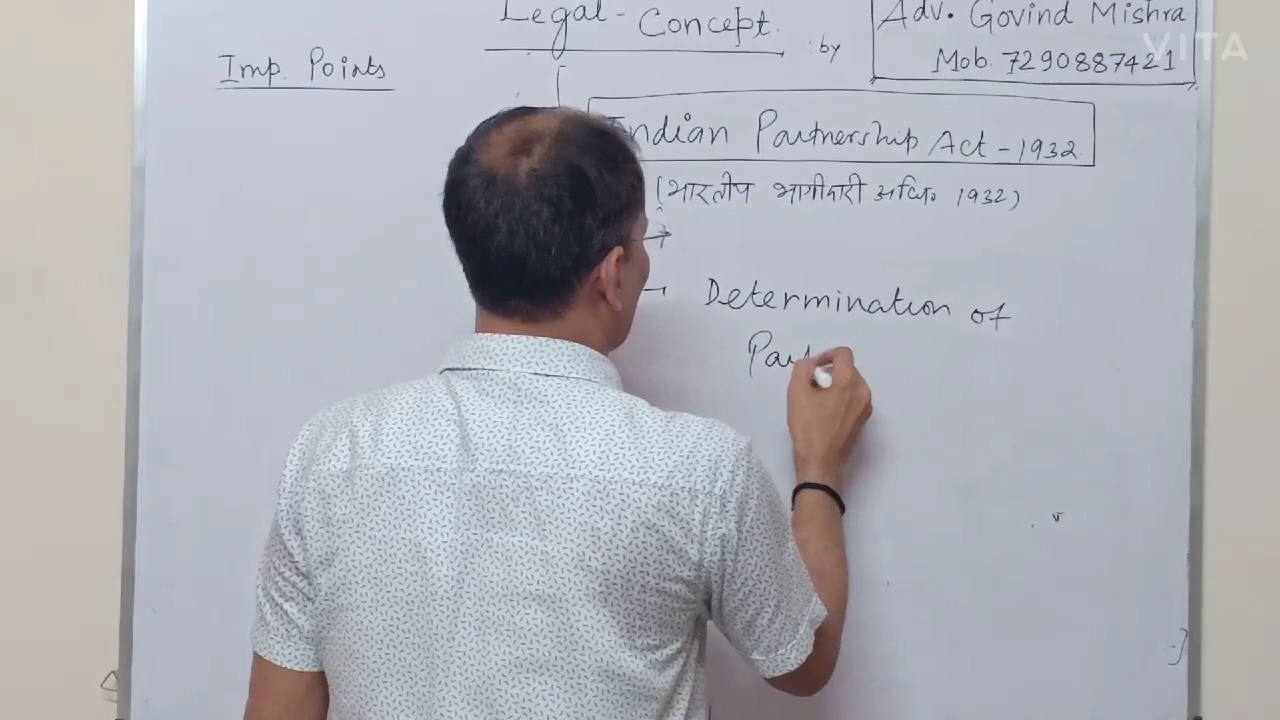 Legal - Concept.
: by
Adv. Govind Mishra
Mob. 7290887421
VITA
Imp. Points
Indian Partnership Act - 1932.
(भारतीय भागीदारी अधि० 1932)
Determination of
Part